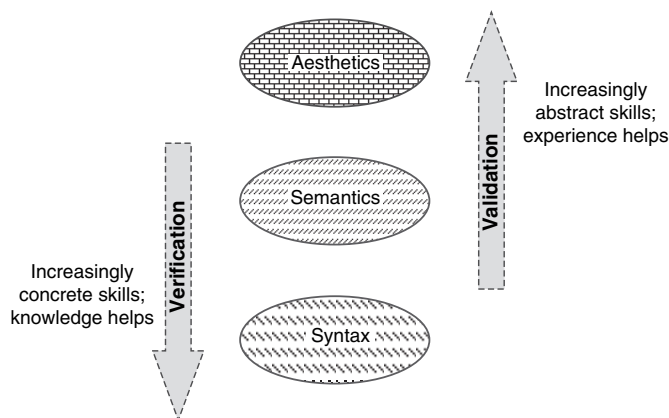 Aesthetics
Increasingly
abstract skills;
experience helps
Validation
Semantics
Verification
Increasingly
concrete skills;
knowledge helps
Syntax